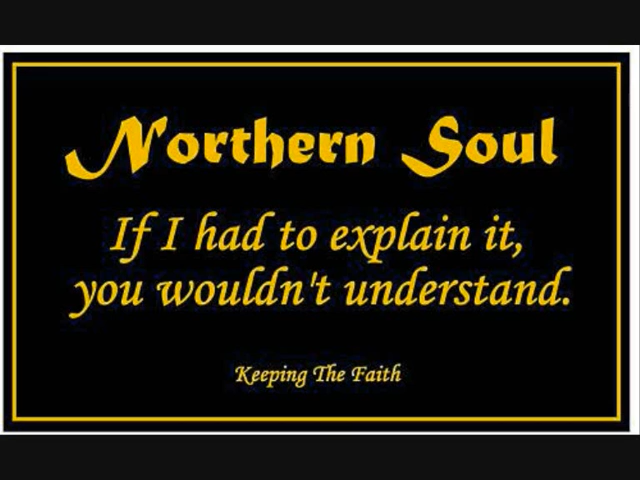 Northern Soul
If I had to explain it,
you wouldn't understand.
Keeping The Faith